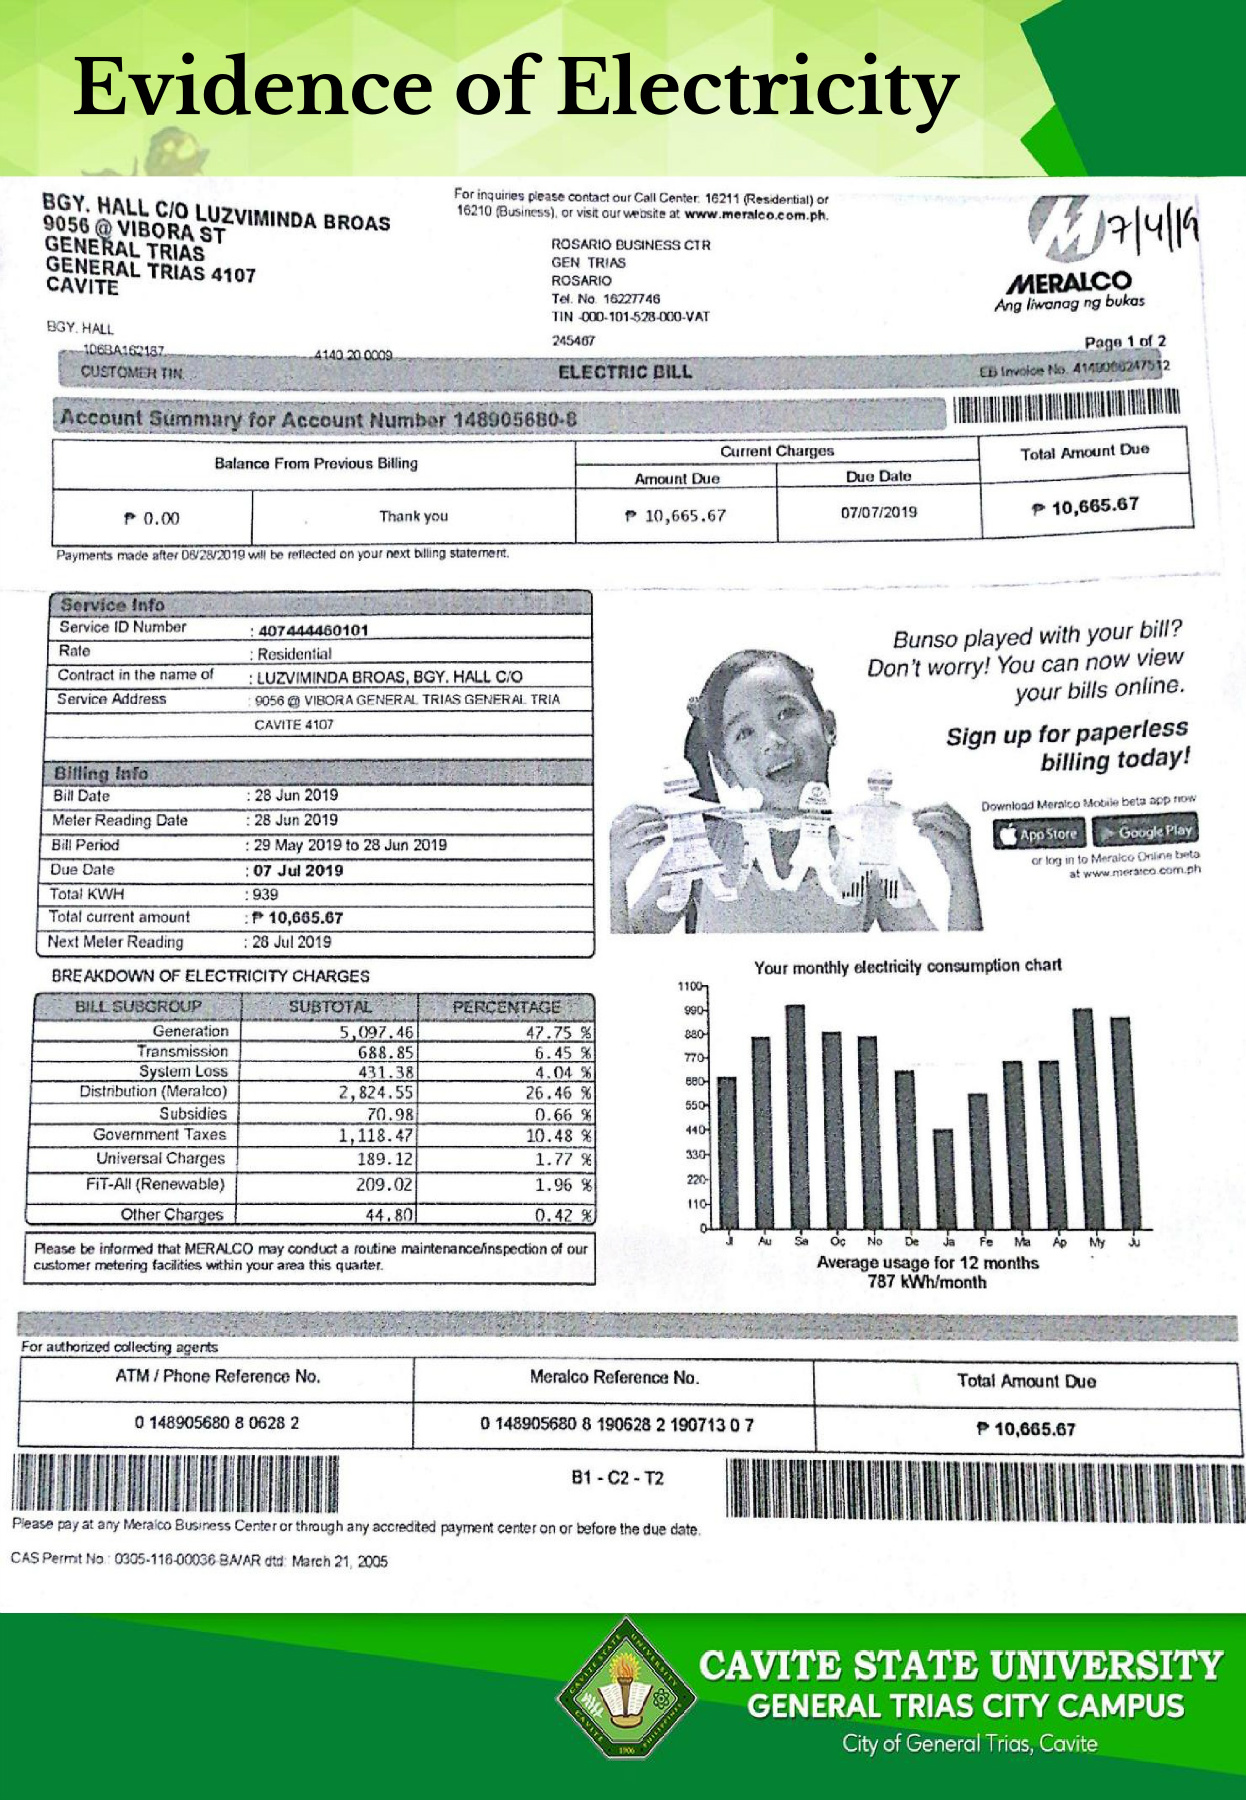 Evidence of Electricity
BGY. HALL C/O LUZVIMINDA BROAS
9056 @ VIBORA ST
GENERAL TRIAS
GENERAL TRIAS 4107
CAVITE
BGY. HALL
106BA162187
4140 20 0009
For inquiries please contact our Call Center: 16211 (Residential) or
16210 (Business), or visit our website at www.meralco.com.ph.
ROSARIO BUSINESS CTR
GEN TRIAS
ROSARIO
Tel. No. 16227746
TIN -000-101-528-000-VAT
245467
7/4/19
MERALCO
Ang liwanag ng bukas
Page 1 of 2
CUSTOMER TIN
ELECTRIC BILL
EB Invoice No.
Account Summary for Account Number 148905680-8
Balance From Previous Billing
Current Charges
Total Amount Due
Amount Due
Due Date
₱ 0.00
Thank you
₱ 10,665.67
07/07/2019
₱ 10,665.67
Payments made after 06/28/2019 will be reflected on your next billing statement.
Service Info
Service ID Number : 407444460101
Rate : Residential
Contract in the name of : LUZVIMINDA BROAS, BGY. HALL C/O
Service Address : 9056 @ VIBORA GENERAL TRIAS GENERAL TRIA
CAVITE 4107
Billing Info
Bill Date : 28 Jun 2019
Meter Reading Date : 28 Jun 2019
Bill Period : 29 May 2019 to 28 Jun 2019
Due Date : 07 Jul 2019
Total KWH : 939
Total current amount : ₱ 10,665.67
Next Meter Reading : 28 Jul 2019
Bunso played with your bill?
Don't worry! You can now view
your bills online.
Sign up for paperless
billing today!
Download Meralco Mobile beta app now
App Store
Google Play
or log in to Meralco Online beta
at www.meralco.com.ph
BREAKDOWN OF ELECTRICITY CHARGES
BILL SUBGROUP SUBTOTAL PERCENTAGE
Generation 5,097.46 47.75 %
Transmission 688.85 6.45 %
System Loss 431.38 4.04 %
Distribution (Meralco) 2,824.55 26.46 %
Subsidies 70.98 0.66 %
Government Taxes 1,118.47 10.48 %
Universal Charges 189.12 1.77 %
FiT-All (Renewable) 209.02 1.96 %
Other Charges 44.80 0.42 %
Please be informed that MERALCO may conduct a routine maintenance/inspection of our
customer metering facilities within your area this quarter.
Your monthly electricity consumption chart
1100
990
880
770
660
550
440
330
220
110
0
Jl Au Se Oc No De Ja Fe Ma Ap My Ju
Average usage for 12 months
787 kWh/month
For authorized collecting agents
ATM / Phone Reference No.
Meralco Reference No.
Total Amount Due
0 148905680 8 0628 2
0 148905680 8 190628 2 190713 0 7
₱ 10,665.67
B1 - C2 - T2
Please pay at any Meralco Business Center or through any accredited payment center on or before the due date.
CAS Permit No.: 0305-116-00036-BA/AR dtd: March 21, 2005
CAVITE STATE UNIVERSITY
CAVITE
PHILIPPINES
1906
CAVITE STATE UNIVERSITY
GENERAL TRIAS CITY CAMPUS
City of General Trias, Cavite